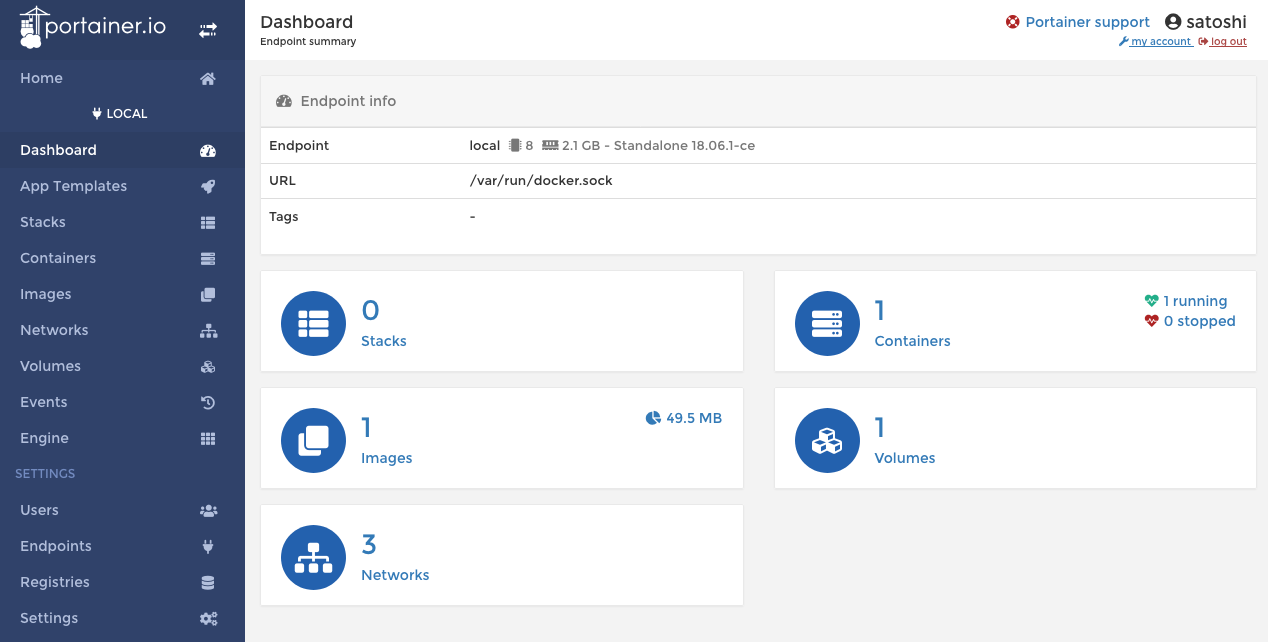 portainer.io
Home
LOCAL
Dashboard
App Templates
Stacks
Containers
Images
Networks
Volumes
Events
Engine
SETTINGS
Users
Endpoints
Registries
Settings
Dashboard
Endpoint summary
Portainer support satoshi
my account log out
Endpoint info
Endpoint local 8 2.1 GB - Standalone 18.06.1-ce
URL /var/run/docker.sock
Tags -
0
Stacks
1
Containers
1 running
0 stopped
1
Images
49.5 MB
1
Volumes
3
Networks